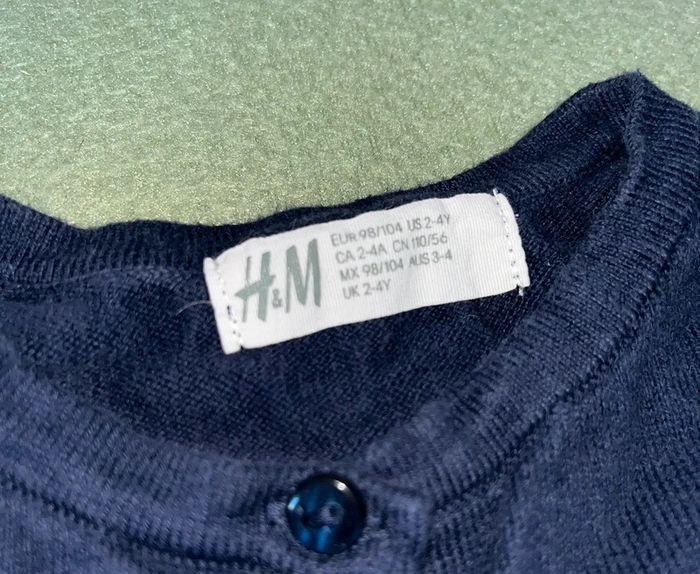 H&M
EUR 98/104 US 2-4Y
CA 2-4A CN 110/56
MX 98/104 AUS 3-4
UK 2-4Y